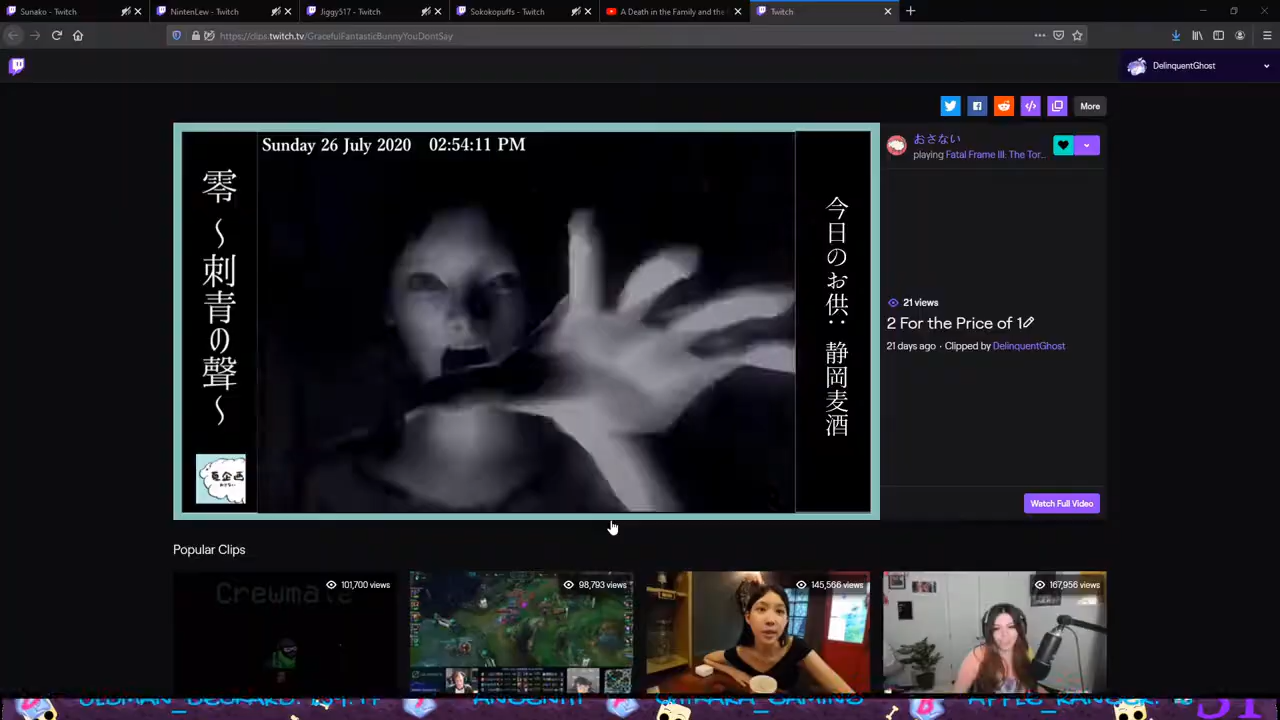 Sunako - Twitch
NintenLew - Twitch
Jiggy517 - Twitch
Sokokopuffs - Twitch
A Death in the Family and the
Twitch
https://clips.twitch.tv/GracefulFantasticBunnyYouDontSay
DelinquentGhost
More
Sunday 26 July 2020 02:54:11 PM
零～刺青の聲～
今日のお供：静岡麦酒
おさない
playing Fatal Frame III: The Tor...
21 views
2 For the Price of 1
21 days ago · Clipped by DelinquentGhost
Watch Full Video
Popular Clips
101,700 views
98,793 views
145,566 views
167,956 views
Crewmate